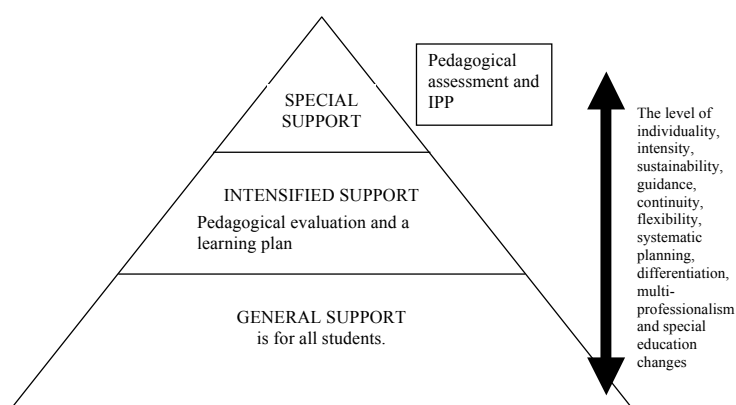 Pedagogical
assessment and
IPP
SPECIAL
SUPPORT
INTENSIFIED SUPPORT
Pedagogical evaluation and a
learning plan
GENERAL SUPPORT
is for all students.
The level of
individuality,
intensity,
sustainability,
guidance,
continuity,
flexibility,
systematic
planning,
differentiation,
multi-
professionalism
and special
education
changes